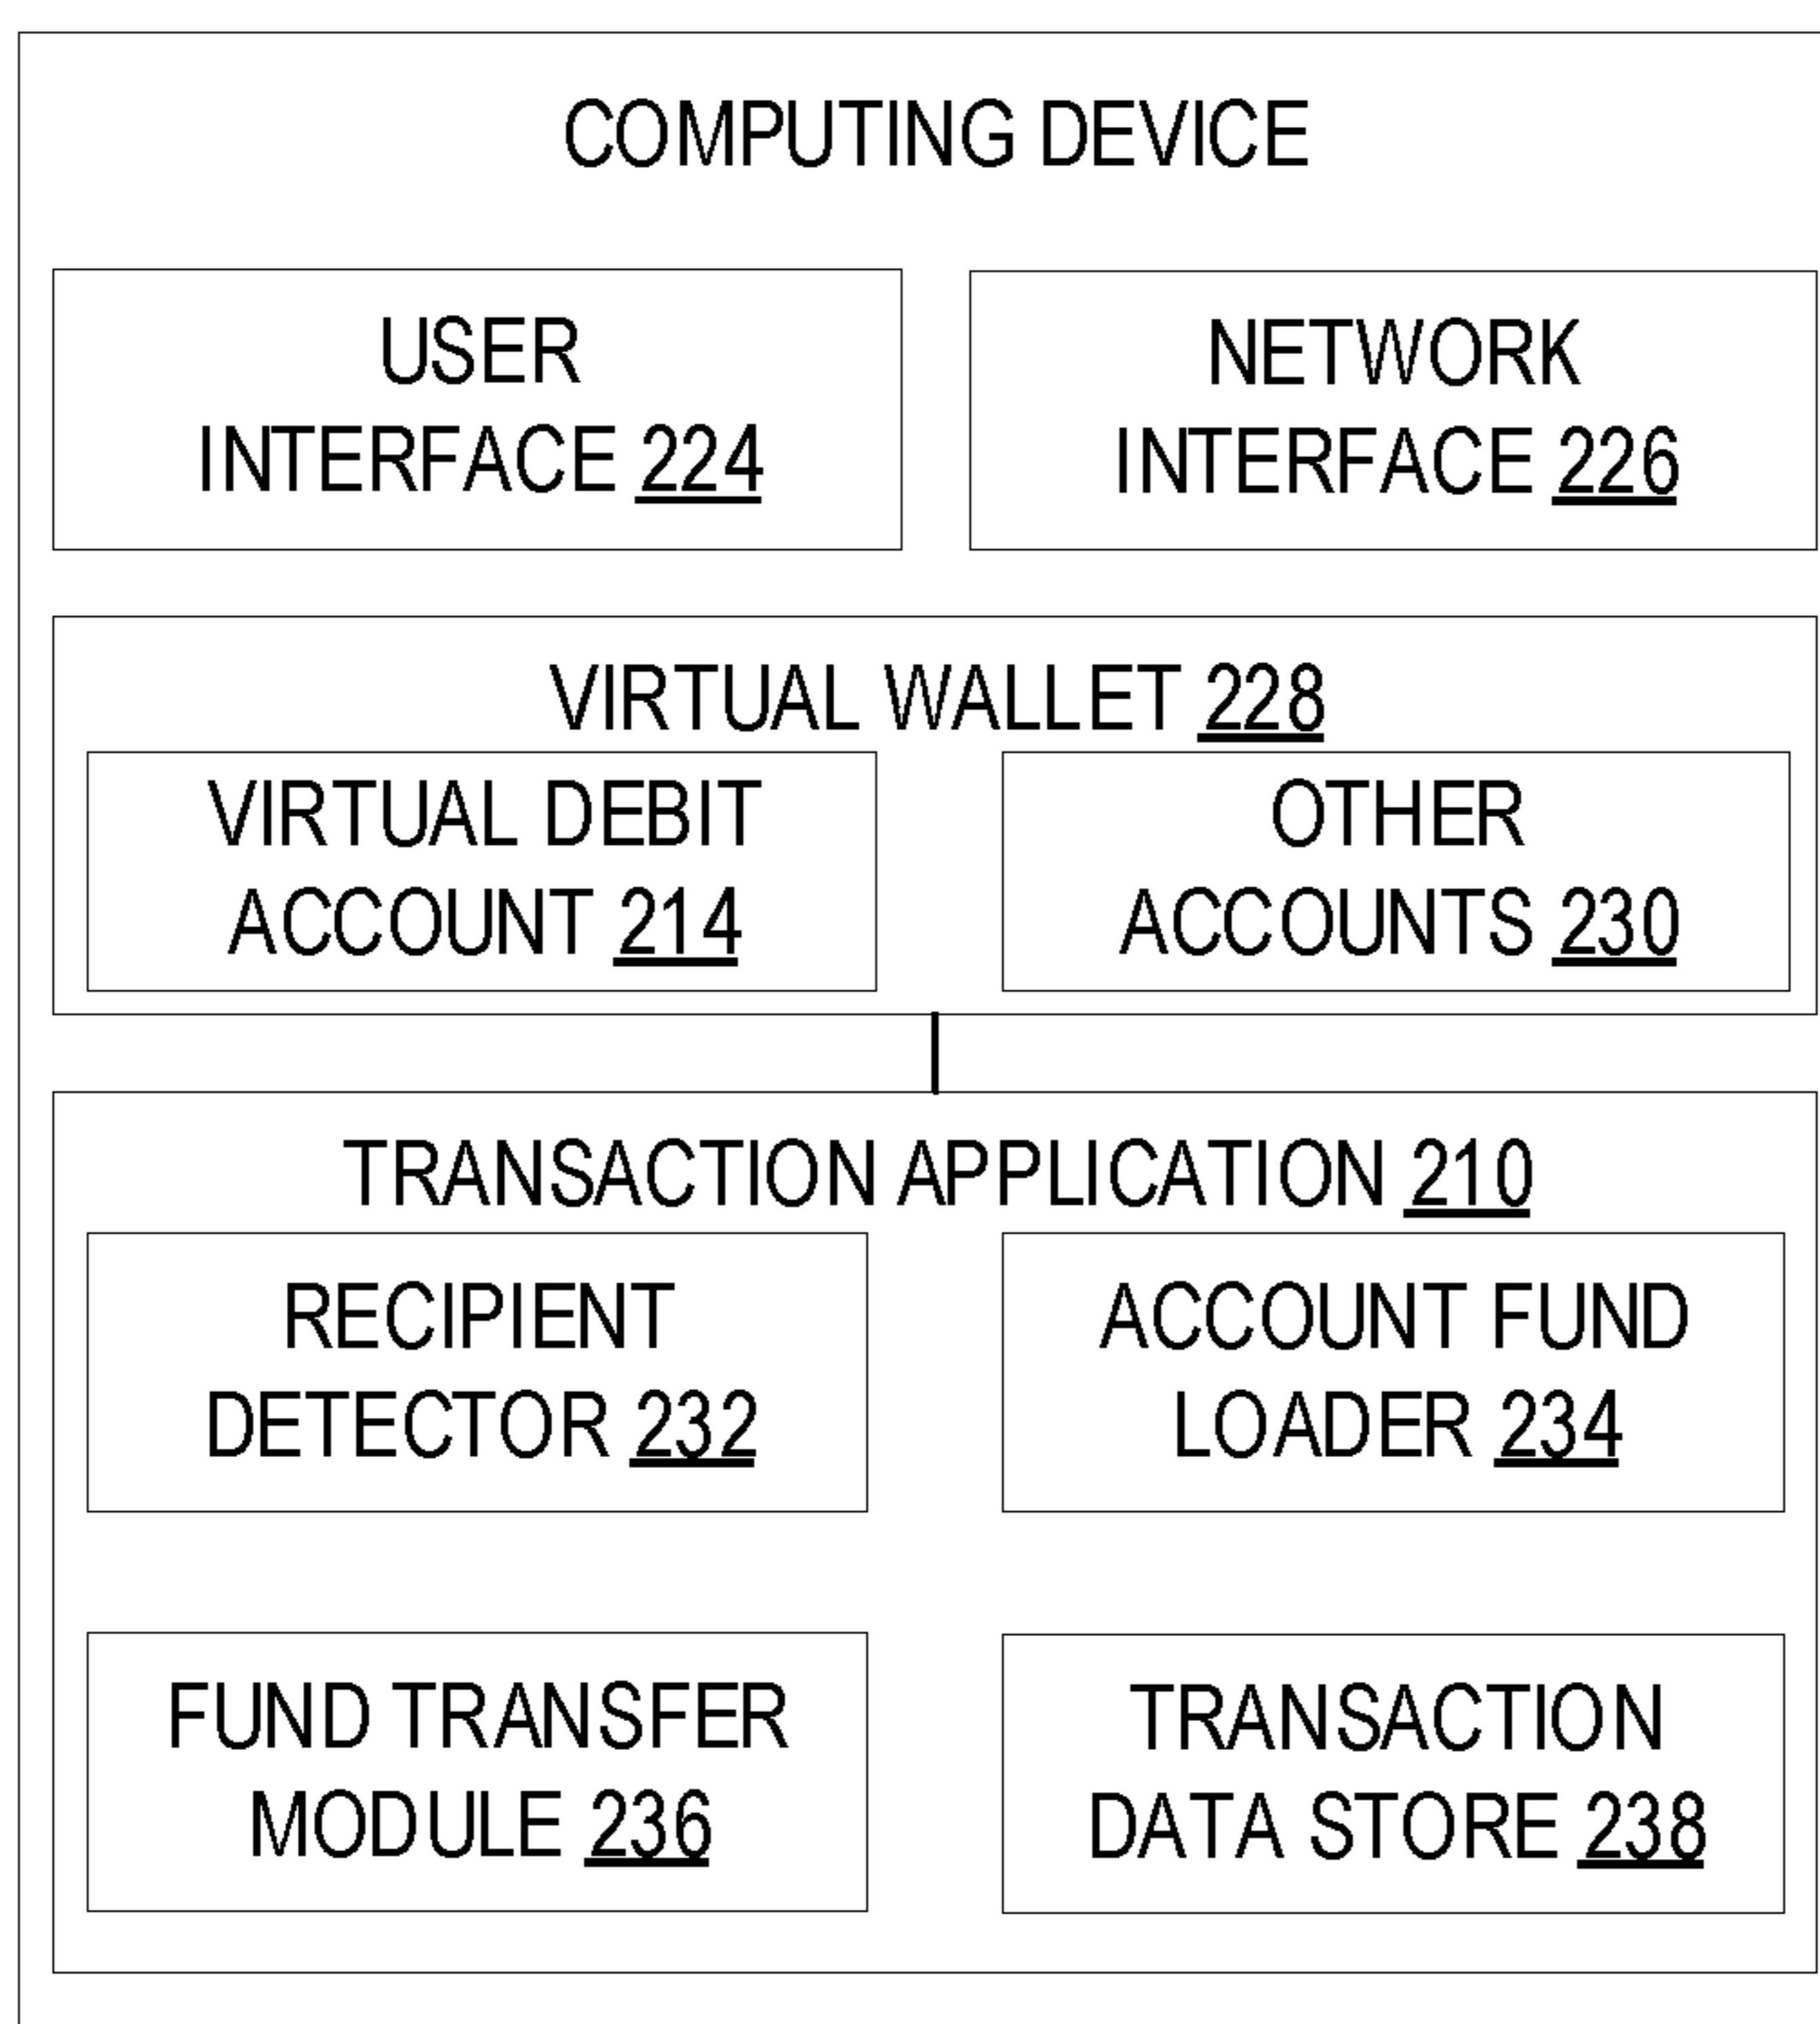 COMPUTING DEVICE
USER
INTERFACE 224
NETWORK
INTERFACE 226
VIRTUAL WALLET 228
VIRTUAL DEBIT
ACCOUNT 214
OTHER
ACCOUNTS 230
TRANSACTION APPLICATION 210
RECIPIENT
DETECTOR 232
ACCOUNT FUND
LOADER 234
FUND TRANSFER
MODULE 236
TRANSACTION
DATA STORE 238